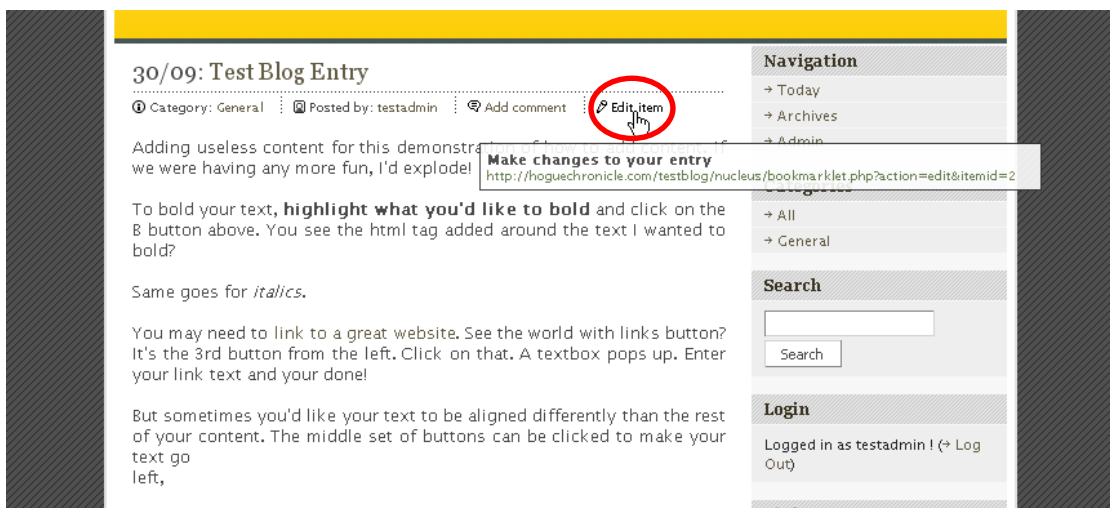 30/09: Test Blog Entry
Category: General Posted by: testadmin Add comment Edit item
Adding useless content for this demonstration of how to add content. If
we were having any more fun, I'd explode!
Make changes to your entry
http://hoguechronicle.com/testblog/nucleus/bookmarklet.php?action=edit&itemid=2
To bold your text, highlight what you'd like to bold and click on the
B button above. You see the html tag added around the text I wanted to
bold?
Same goes for italics.
You may need to link to a great website. See the world with links button?
It's the 3rd button from the left. Click on that. A textbox pops up. Enter
your link text and your done!
But sometimes you'd like your text to be aligned differently than the rest
of your content. The middle set of buttons can be clicked to make your
text go
left,
Navigation
→ Today
→ Archives
→ Admin
Categories
→ All
→ General
Search
Search
Login
Logged in as testadmin ! (→ Log
Out)